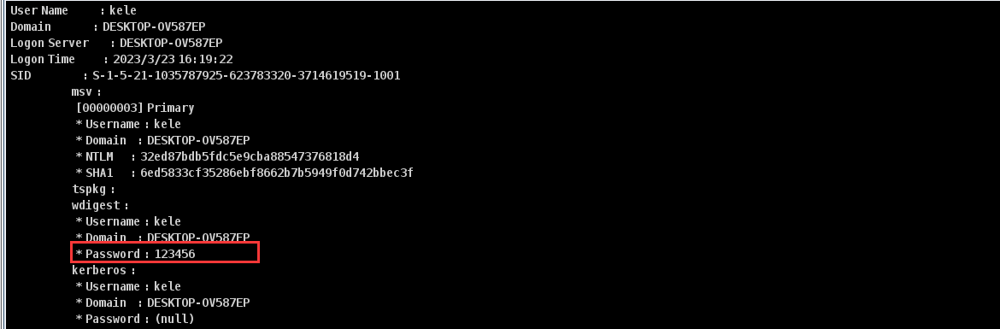 User Name : kele
Domain : DESKTOP-OV587EP
Logon Server : DESKTOP-OV587EP
Logon Time : 2023/3/23 16:19:22
SID : S-1-5-21-1035787925-623783320-3714619519-1001
msv :
[00000003] Primary
* Username : kele
* Domain : DESKTOP-OV587EP
* NTLM : 32ed87bdb5fdc5e9cba88547376818d4
* SHA1 : 6ed5833cf35286ebf8662b7b5949f0d742bbec3f
tspkg :
wdigest :
* Username : kele
* Domain : DESKTOP-OV587EP
* Password : 123456
kerberos :
* Username : kele
* Domain : DESKTOP-OV587EP
* Password : (null)